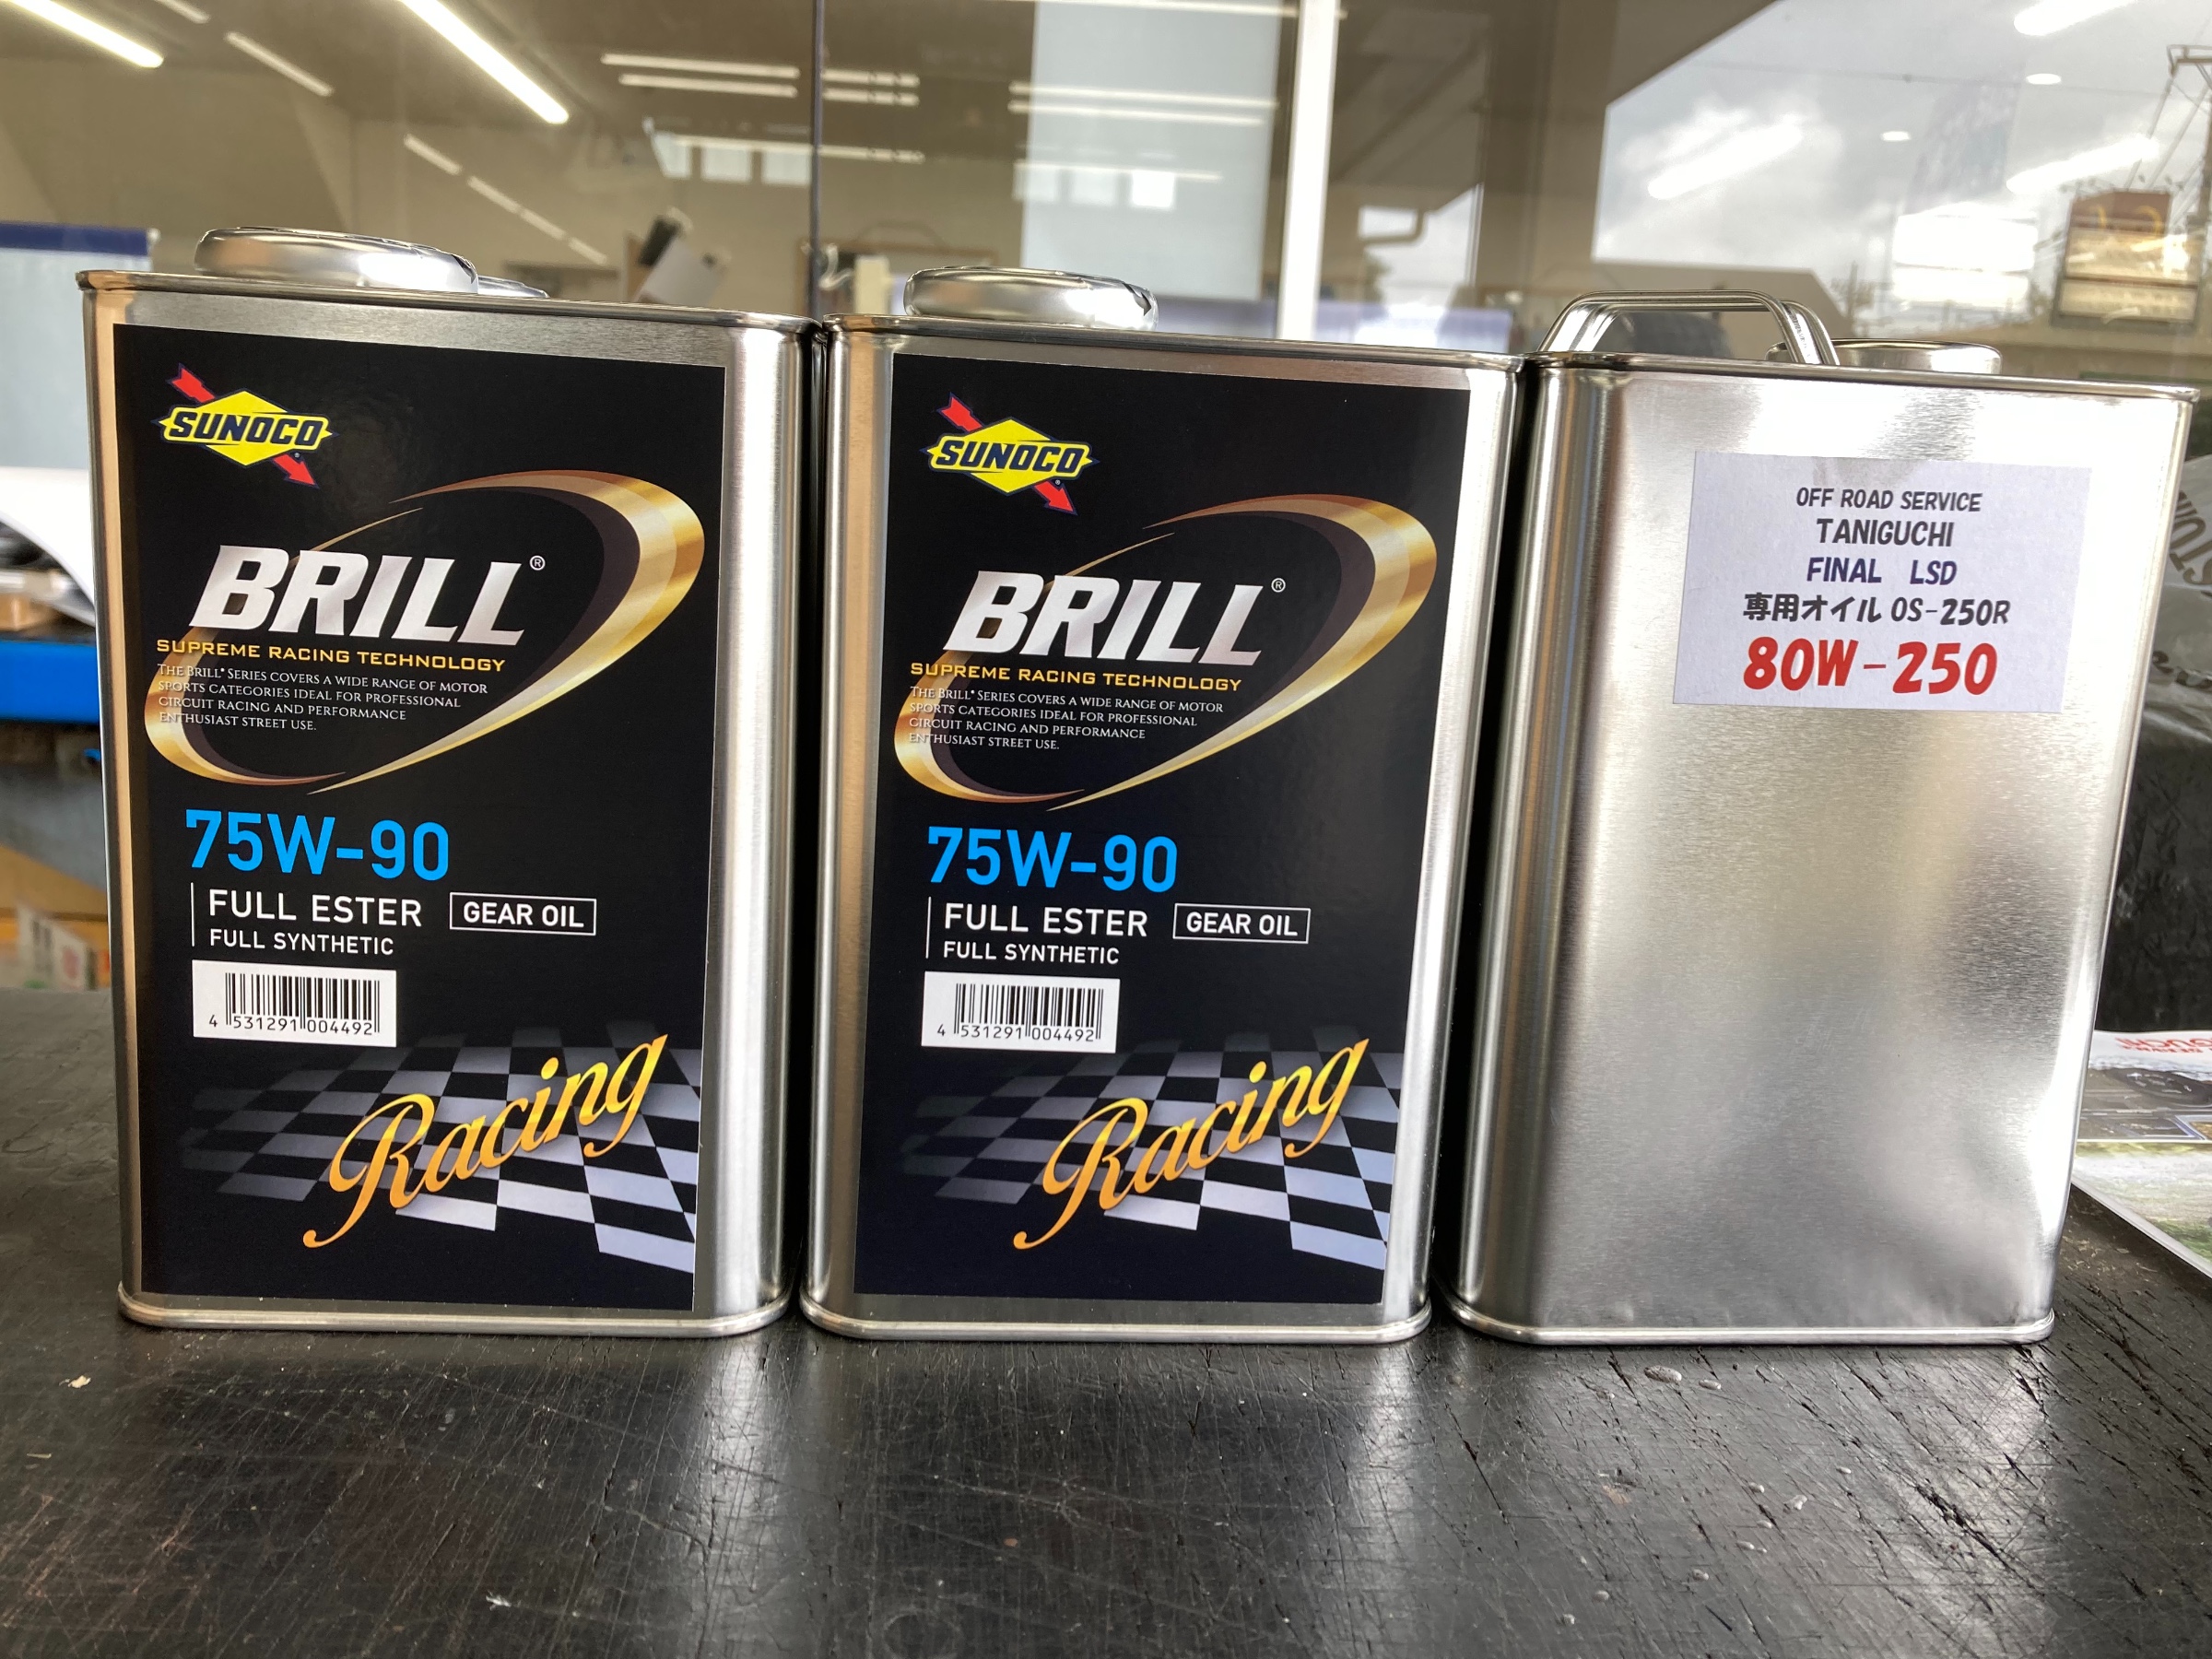 SUNOCO
BRILL®
SUPREME RACING TECHNOLOGY
THE BRILL® SERIES COVERS A WIDE RANGE OF MOTOR
SPORTS CATEGORIES IDEAL FOR PROFESSIONAL
CIRCUIT RACING AND PERFORMANCE
ENTHUSIAST STREET USE.
75W-90
FULL ESTER
GEAR OIL
FULL SYNTHETIC
4 531291 004492
Racing
SUNOCO
BRILL®
SUPREME RACING TECHNOLOGY
THE BRILL® SERIES COVERS A WIDE RANGE OF MOTOR
SPORTS CATEGORIES IDEAL FOR PROFESSIONAL
CIRCUIT RACING AND PERFORMANCE
ENTHUSIAST STREET USE.
75W-90
FULL ESTER
GEAR OIL
FULL SYNTHETIC
4 531291 004492
Racing
OFF ROAD SERVICE
TANIGUCHI
FINAL LSD
専用オイル OS-250R
80W-250